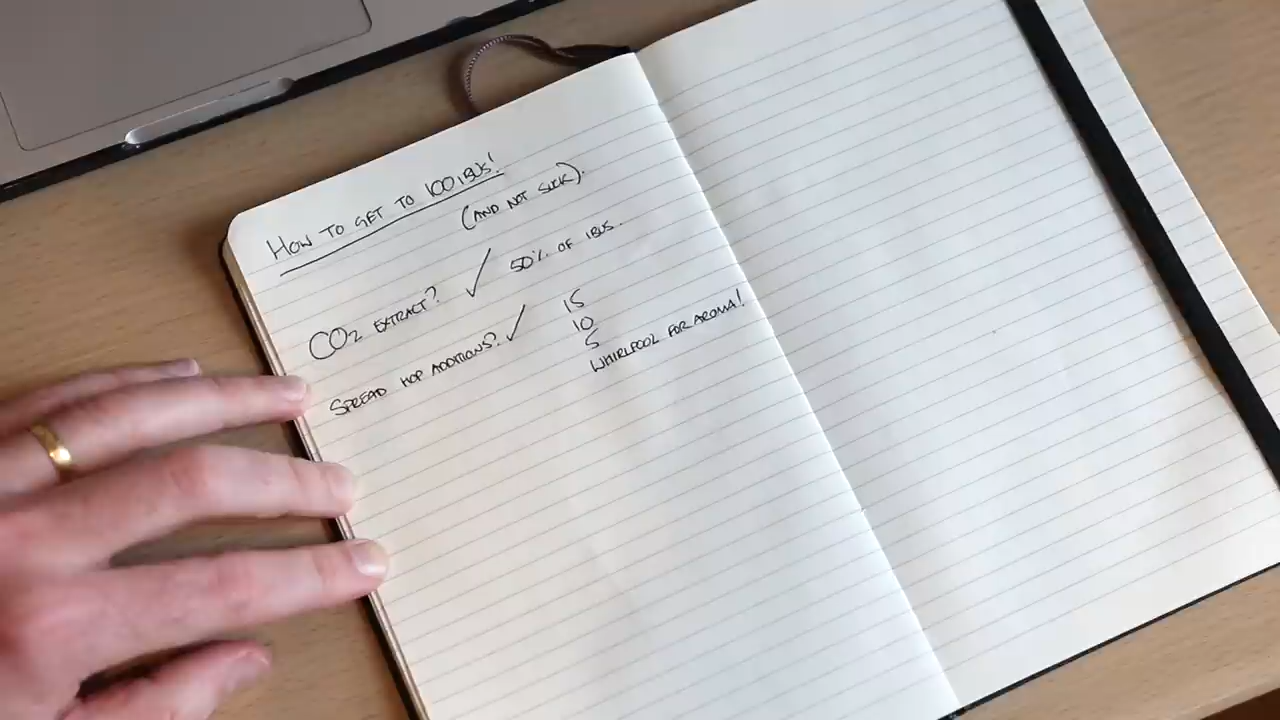 HOW TO GET TO 100 IBUS!
(AND NOT SUCK).
CO2 EXTRACT? ✓ 50% OF IBUS.
SPREAD HOP ADDITIONS? ✓ 15
10
5
WHIRLPOOL FOR AROMA!